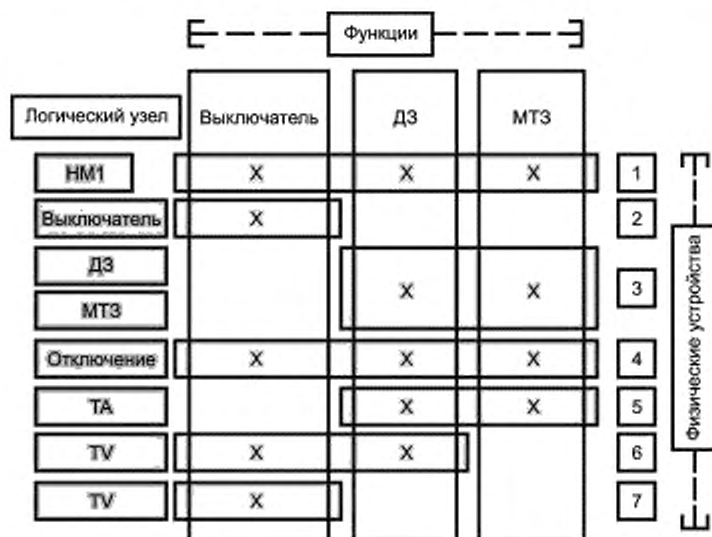 Функции
Логический узел Выключатель ДЗ МТЗ
НМ1 X X X 1
Выключатель X 2
ДЗ
X X 3
МТЗ
Отключение X X X 4
ТА X X 5
TV X X 6
TV X 7
Физические устройства